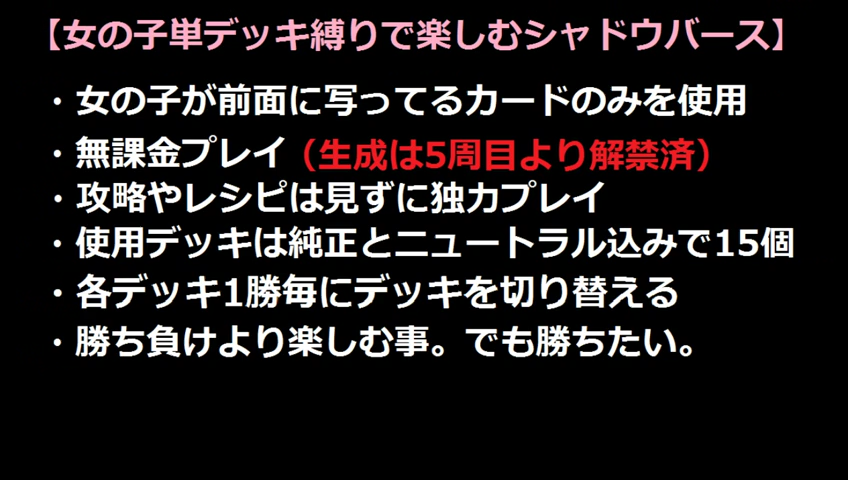 【女の子単デッキ縛りで楽しむシャドウバース】
・女の子が前面に写ってるカードのみを使用
・無課金プレイ（生成は5周目より解禁済）
・攻略やレシピは見ずに独力プレイ
・使用デッキは純正とニュートラル込みで15個
・各デッキ1勝毎にデッキを切り替える
・勝ち負けより楽しむ事。でも勝ちたい。